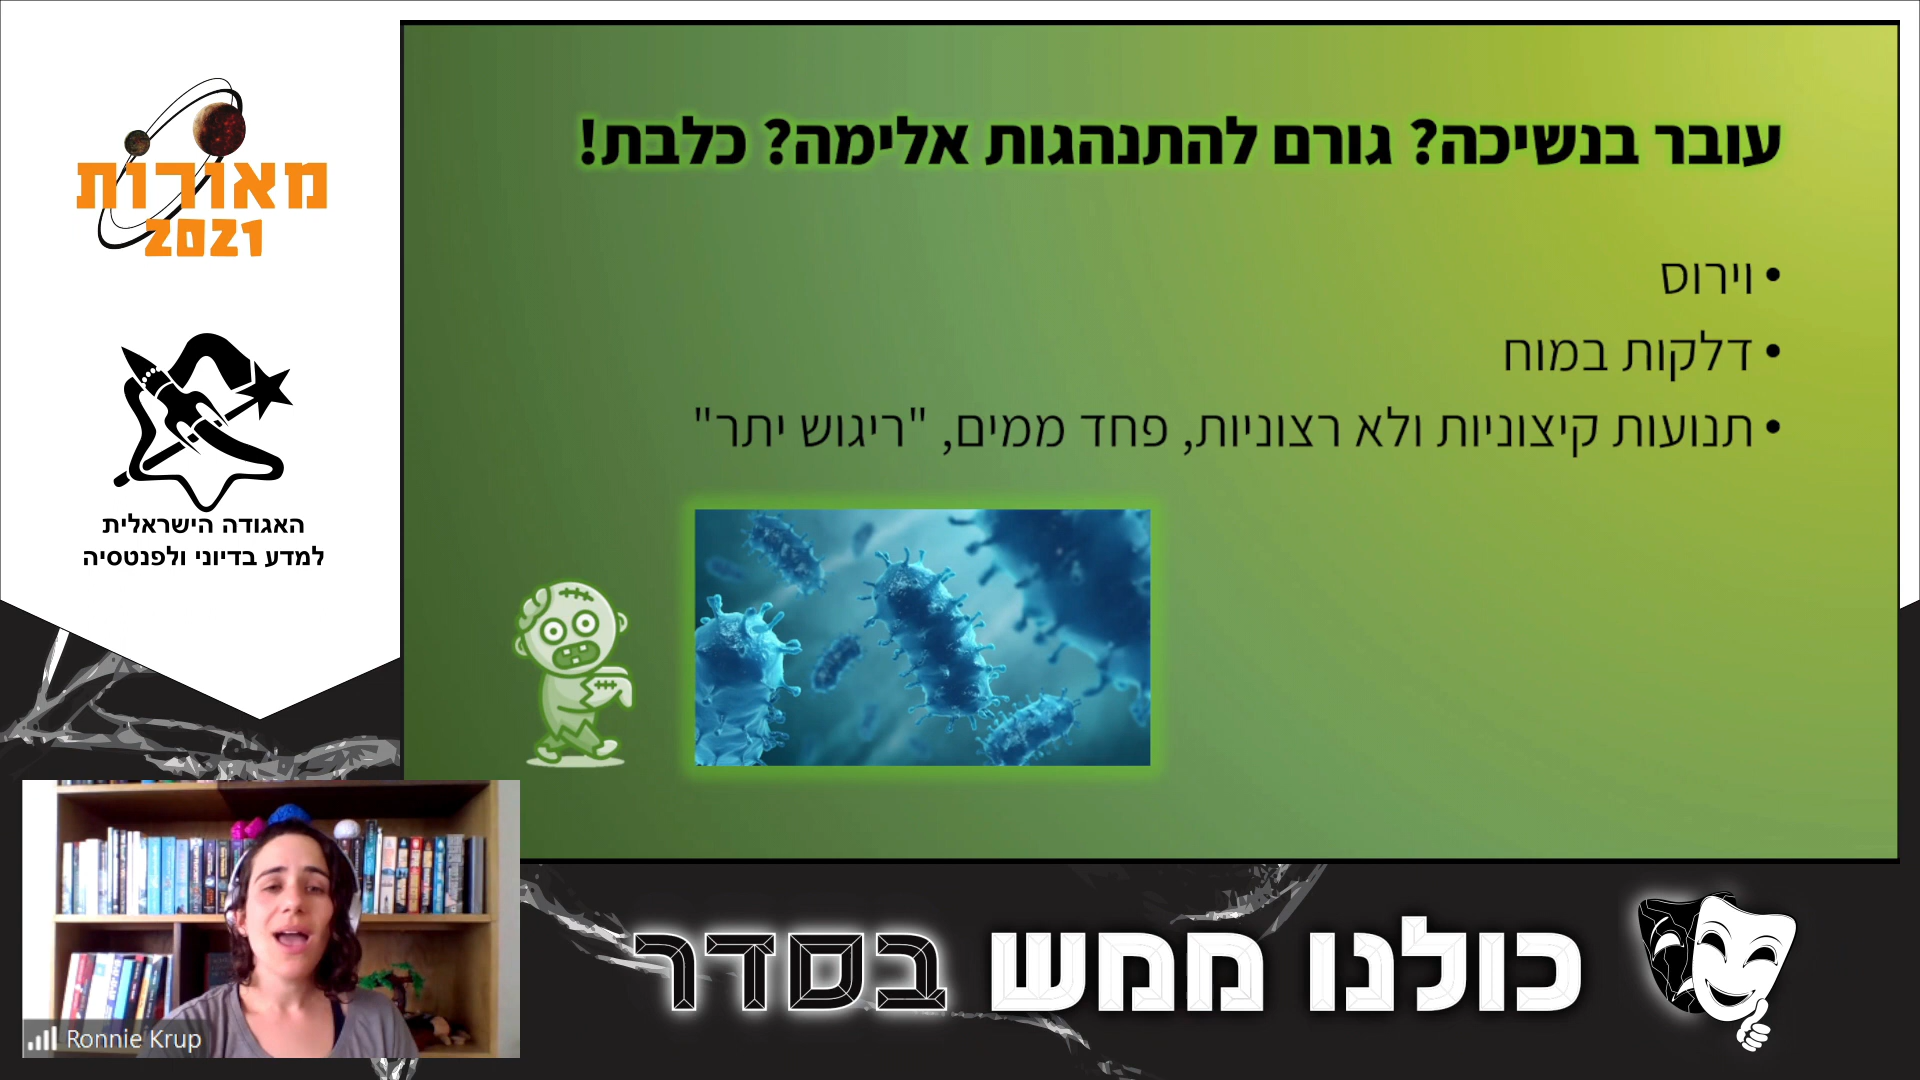 עובר בנשיכה? גורם להתנהגות אלימה? כלבת!
• וירוס
• דלקות במוח
• תנועות קיצוניות ולא רצוניות, פחד ממים, "ריגוש יתר"
מאורות
2021
האגודה הישראלית
למדע בדיוני ולפנטסיה
Ronnie Krup
כולנו ממש בסדר